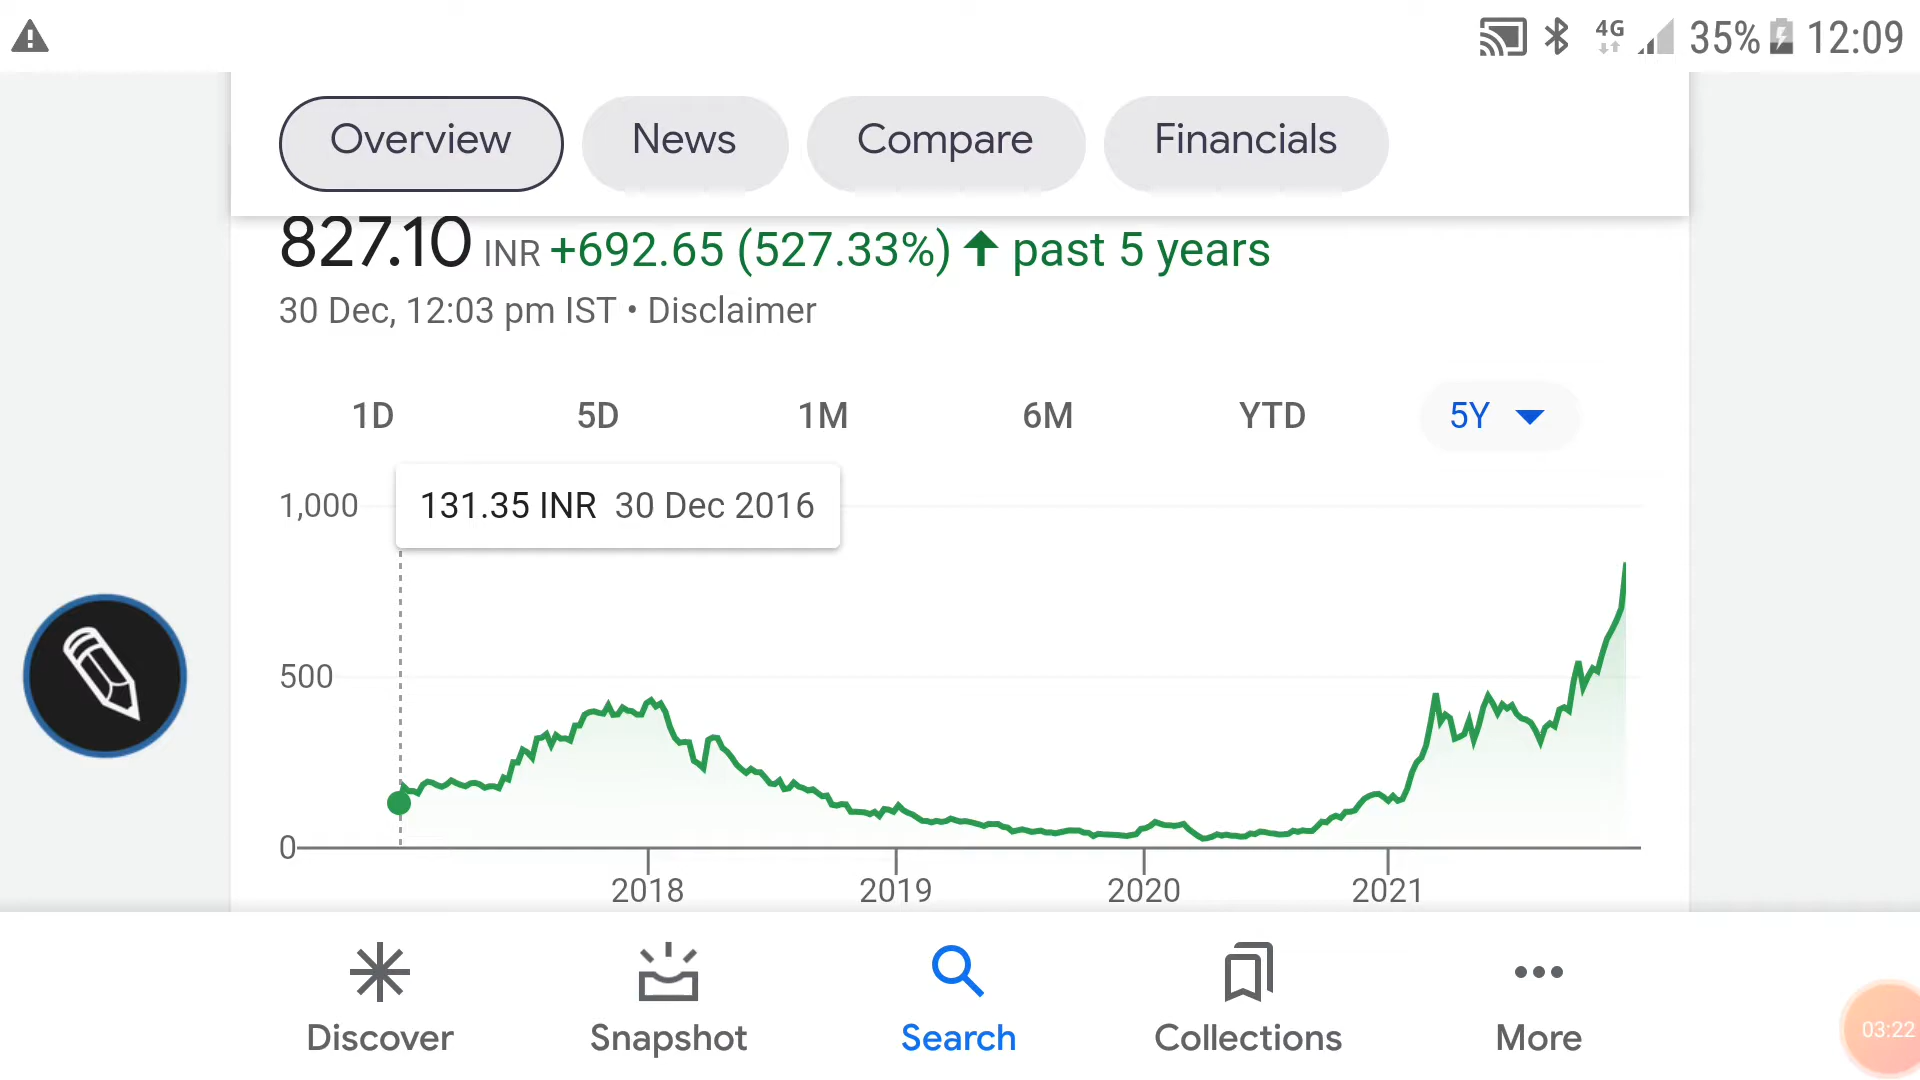 4G 35% 12:09
Overview News Compare Financials
827.10 INR +692.65 (527.33%) ↑ past 5 years
30 Dec, 12:03 pm IST • Disclaimer
1D 5D 1M 6M YTD 5Y
131.35 INR 30 Dec 2016
1,000
500
0
2018 2019 2020 2021
Discover Snapshot Search Collections More
03:22